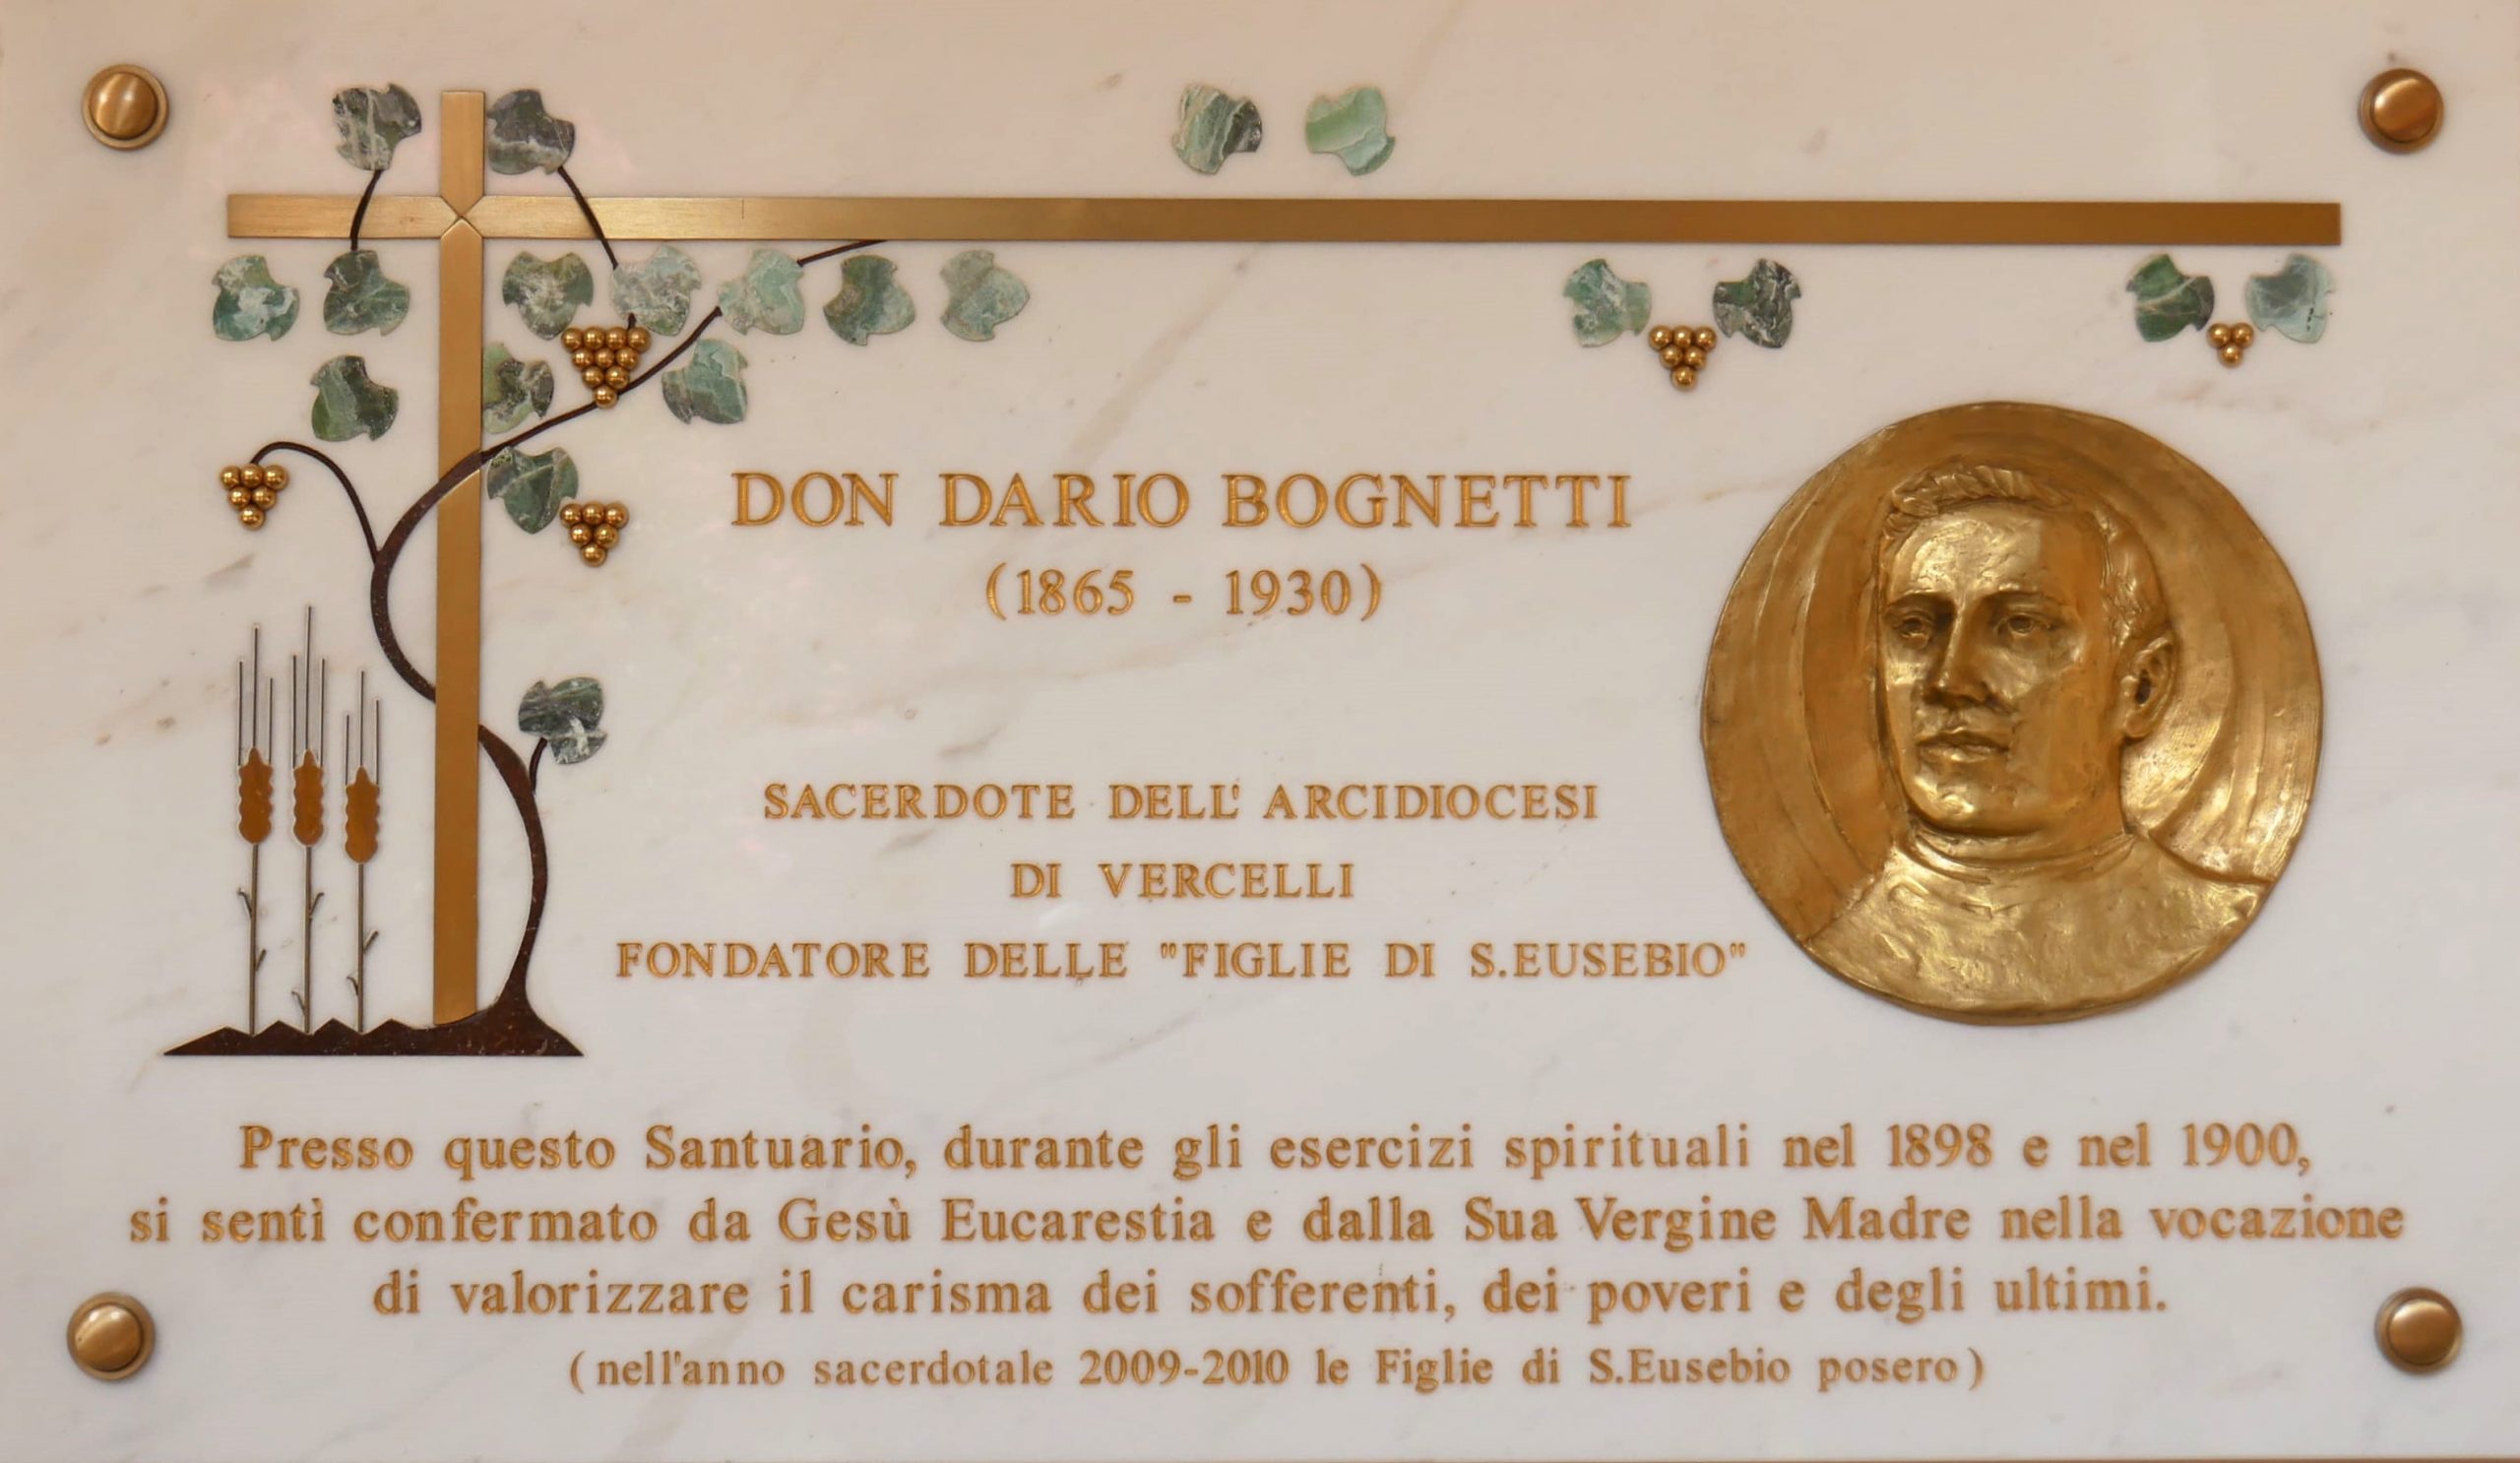 DON DARIO BOGNETTI
(1865 - 1930)
SACERDOTE DELL' ARCIDIOCESI
DI VERCELLI
FONDATORE DELLE "FIGLIE DI S.EUSEBIO"
Presso questo Santuario, durante gli esercizi spirituali nel 1898 e nel 1900,
si sentì confermato da Gesù Eucarestia e dalla Sua Vergine Madre nella vocazione
di valorizzare il carisma dei sofferenti, dei poveri e degli ultimi.
(nell'anno sacerdotale 2009-2010 le Figlie di S.Eusebio posero)